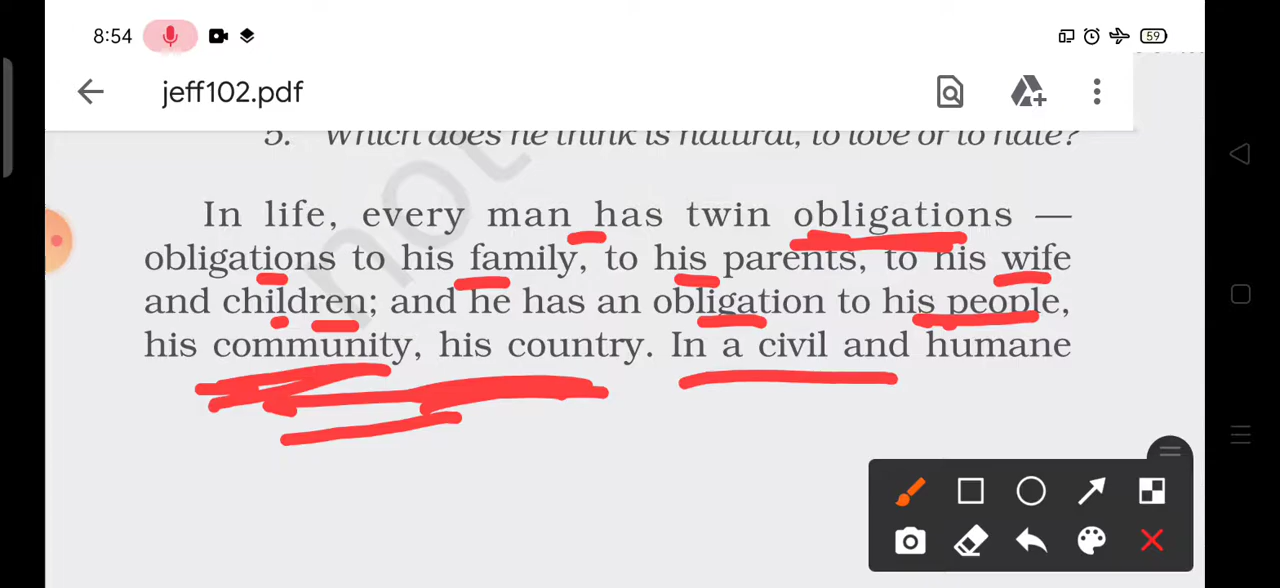 8:54
59
jeff102.pdf
5. Which does he think is natural, to love or to hate?
In life, every man has twin obligations —
obligations to his family, to his parents, to his wife
and children; and he has an obligation to his people,
his community, his country. In a civil and humane
not